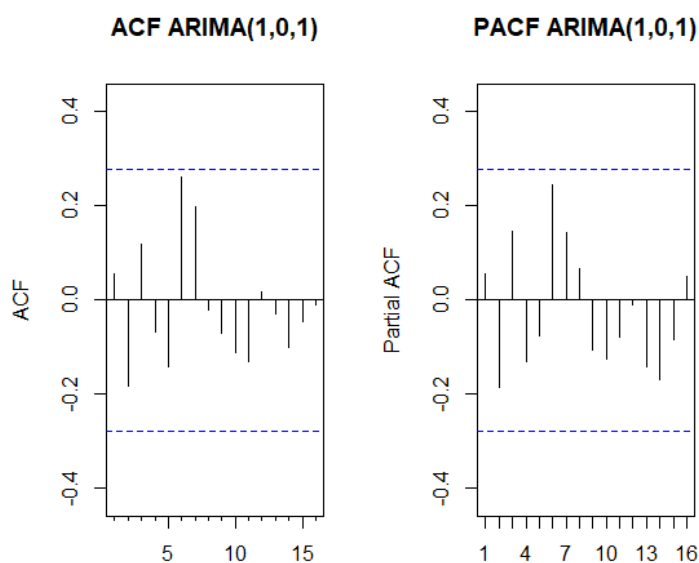 ACF ARIMA(1,0,1)
ACF
0.4
0.2
0.0
-0.2
-0.4
5 10 15
PACF ARIMA(1,0,1)
Partial ACF
0.4
0.2
0.0
-0.2
-0.4
1 4 7 10 13 16